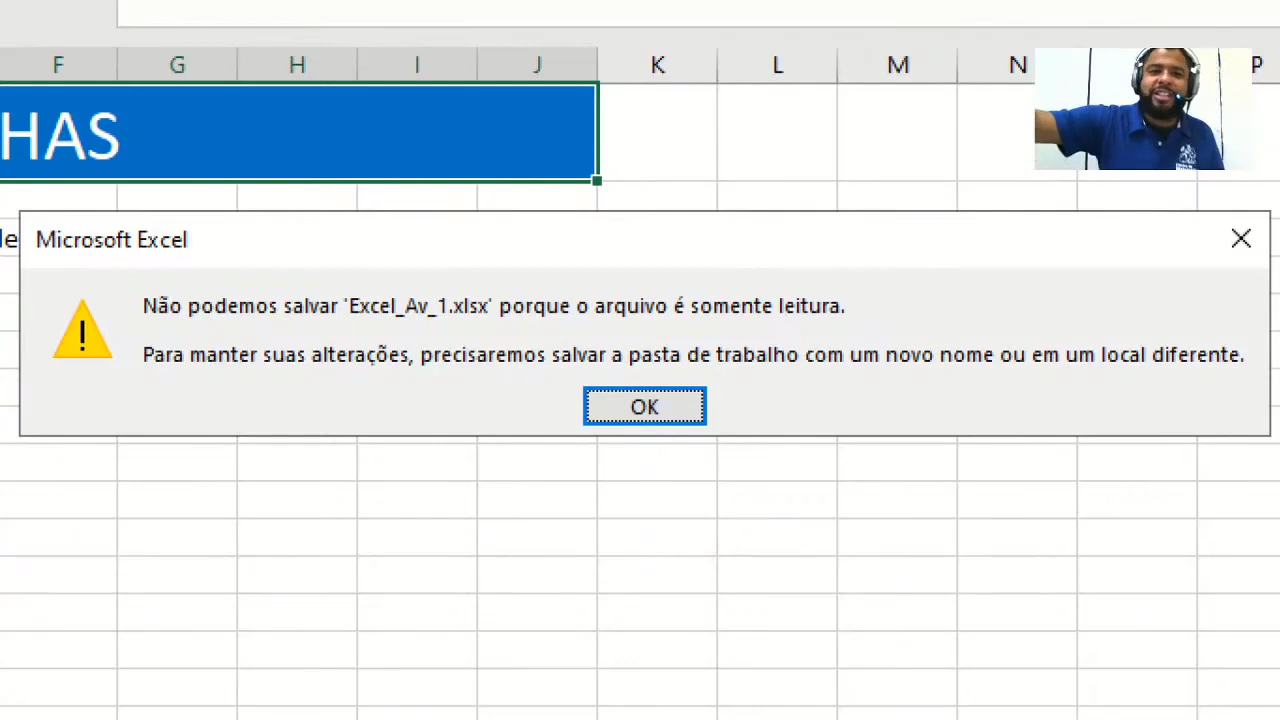 F G H I J K L M N P
HAS
le
Microsoft Excel
Não podemos salvar 'Excel_Av_1.xlsx' porque o arquivo é somente leitura.
Para manter suas alterações, precisaremos salvar a pasta de trabalho com um novo nome ou em um local diferente.
OK